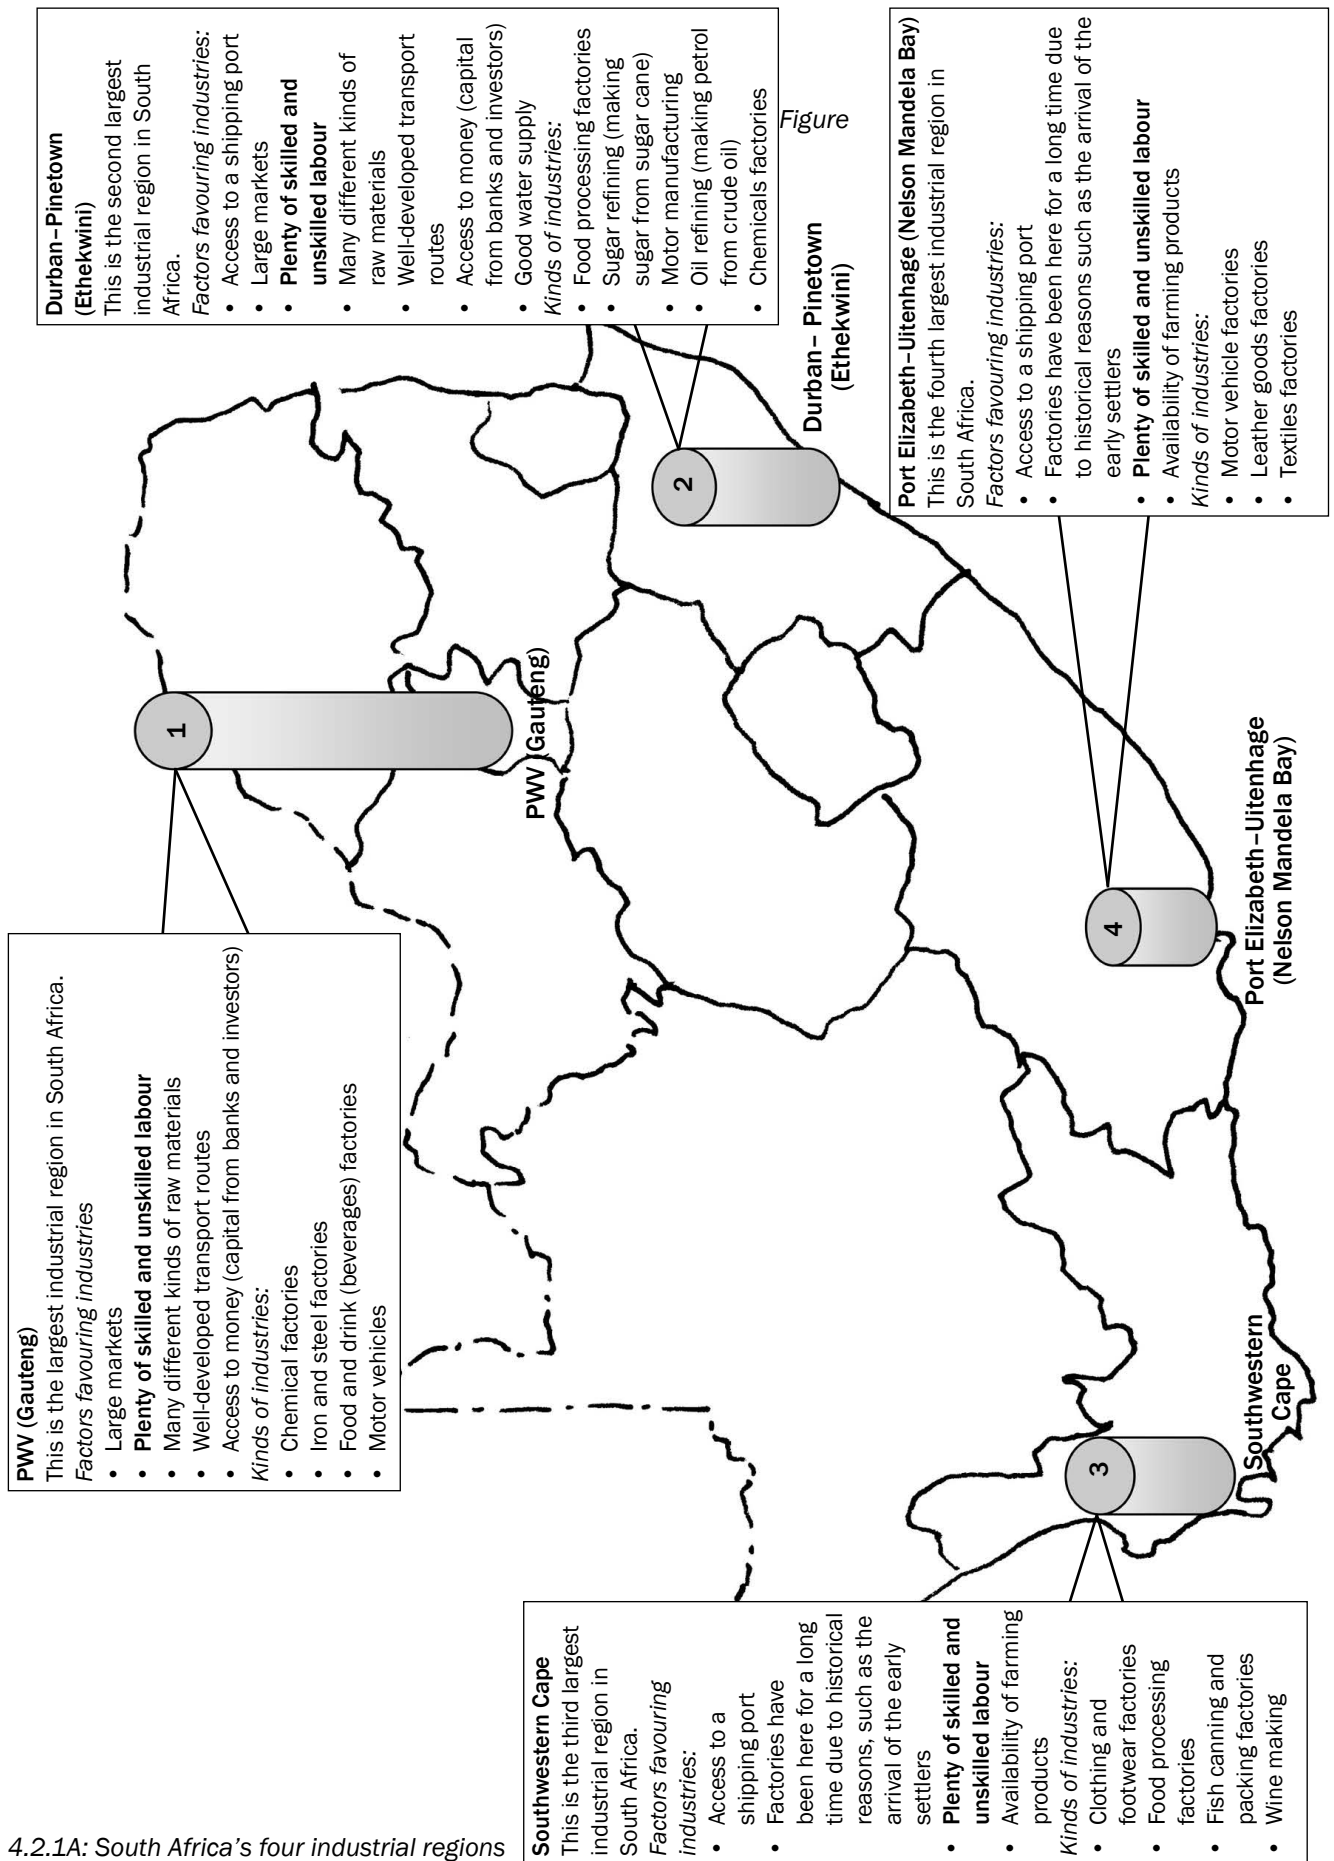 PWV (Gauteng)
This is the largest industrial region in South Africa.
Factors favouring industries
• Large markets
• Plenty of skilled and unskilled labour
• Many different kinds of raw materials
• Well-developed transport routes
• Access to money (capital from banks and investors)
Kinds of industries:
• Chemical factories
• Iron and steel factories
• Food and drink (beverages) factories
• Motor vehicles
Durban–Pinetown
(Ethekwini)
This is the second largest
industrial region in South
Africa.
Factors favouring industries:
• Access to a shipping port
• Large markets
• Plenty of skilled and
unskilled labour
• Many different kinds of
raw materials
• Well-developed transport
routes
• Access to money (capital
from banks and investors)
• Good water supply
Kinds of industries:
• Food processing factories
• Sugar refining (making
sugar from sugar cane)
• Motor manufacturing
• Oil refining (making petrol
from crude oil)
• Chemicals factories
Figure
1
PWV (Gauteng)
2
Durban– Pinetown
(Ethekwini)
3
Southwestern
Cape
4
Port Elizabeth–Uitenhage
(Nelson Mandela Bay)
Southwestern Cape
This is the third largest
industrial region in
South Africa.
Factors favouring
industries:
• Access to a
shipping port
• Factories have
been here for a long
time due to historical
reasons, such as the
arrival of the early
settlers
• Plenty of skilled and
unskilled labour
• Availability of farming
products
Kinds of industries:
• Clothing and
footwear factories
• Food processing
factories
• Fish canning and
packing factories
• Wine making
Port Elizabeth–Uitenhage (Nelson Mandela Bay)
This is the fourth largest industrial region in
South Africa.
Factors favouring industries:
• Access to a shipping port
• Factories have been here for a long time due
to historical reasons such as the arrival of the
early settlers
• Plenty of skilled and unskilled labour
• Availability of farming products
Kinds of industries:
• Motor vehicle factories
• Leather goods factories
• Textiles factories
4.2.1A: South Africa's four industrial regions